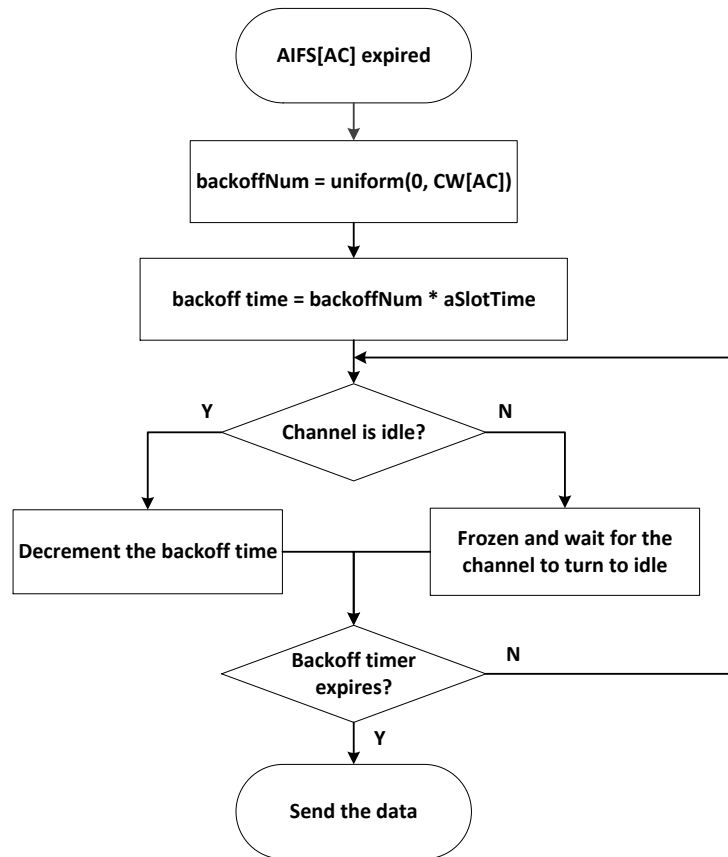 AIFS[AC] expired
backoffNum = uniform(0, CW[AC])
backoff time = backoffNum * aSlotTime
Y
N
Channel is idle?
Decrement the backoff time
Frozen and wait for the
channel to turn to idle
Backoff timer
expires?
N
Y
Send the data